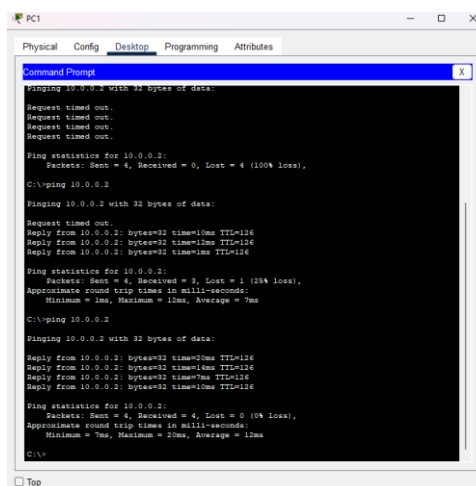 PC1
Physical Config Desktop Programming Attributes
Command Prompt
X
Pinging 10.0.0.2 with 32 bytes of data:
Request timed out.
Request timed out.
Request timed out.
Request timed out.
Ping statistics for 10.0.0.2:
Packets: Sent = 4, Received = 0, Lost = 4 (100% loss),
C:\>ping 10.0.0.2
Pinging 10.0.0.2 with 32 bytes of data:
Request timed out.
Reply from 10.0.0.2: bytes=32 time=10ms TTL=126
Reply from 10.0.0.2: bytes=32 time=12ms TTL=126
Reply from 10.0.0.2: bytes=32 time=1ms TTL=126
Ping statistics for 10.0.0.2:
Packets: Sent = 4, Received = 3, Lost = 1 (25% loss),
Approximate round trip times in milli-seconds:
Minimum = 1ms, Maximum = 12ms, Average = 7ms
C:\>ping 10.0.0.2
Pinging 10.0.0.2 with 32 bytes of data:
Reply from 10.0.0.2: bytes=32 time=20ms TTL=126
Reply from 10.0.0.2: bytes=32 time=14ms TTL=126
Reply from 10.0.0.2: bytes=32 time=7ms TTL=126
Reply from 10.0.0.2: bytes=32 time=10ms TTL=126
Ping statistics for 10.0.0.2:
Packets: Sent = 4, Received = 4, Lost = 0 (0% loss),
Approximate round trip times in milli-seconds:
Minimum = 7ms, Maximum = 20ms, Average = 12ms
C:\>
Top